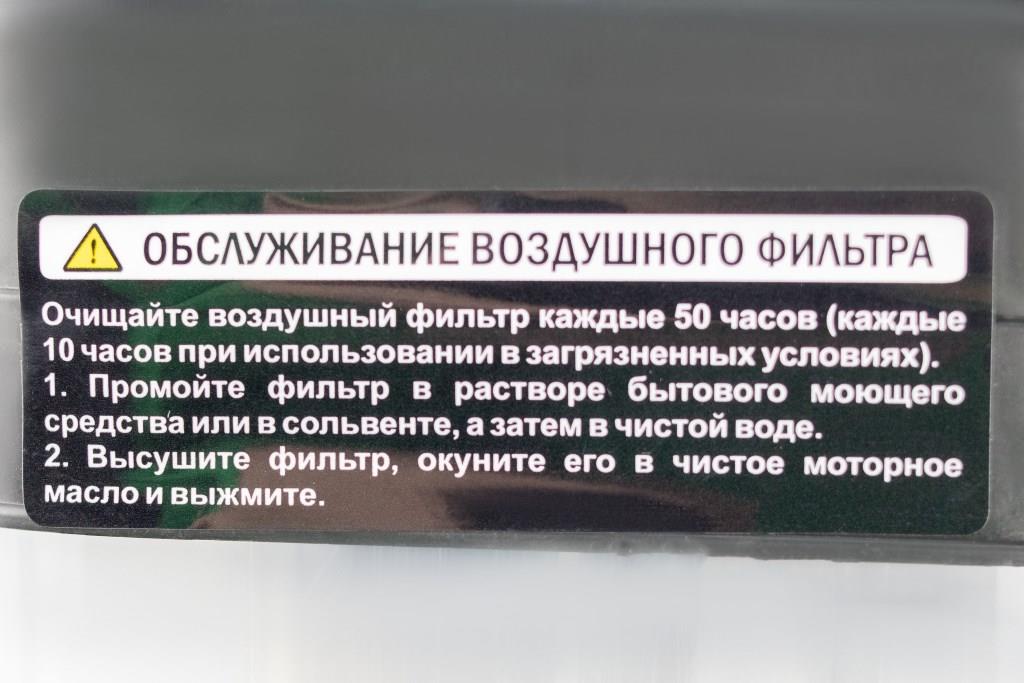 ОБСЛУЖИВАНИЕ ВОЗДУШНОГО ФИЛЬТРА
Очищайте воздушный фильтр каждые 50 часов (каждые
10 часов при использовании в загрязненных условиях).
1. Промойте фильтр в растворе бытового моющего
средства или в сольвенте, а затем в чистой воде.
2. Высушите фильтр, окуните его в чистое моторное
масло и выжмите.